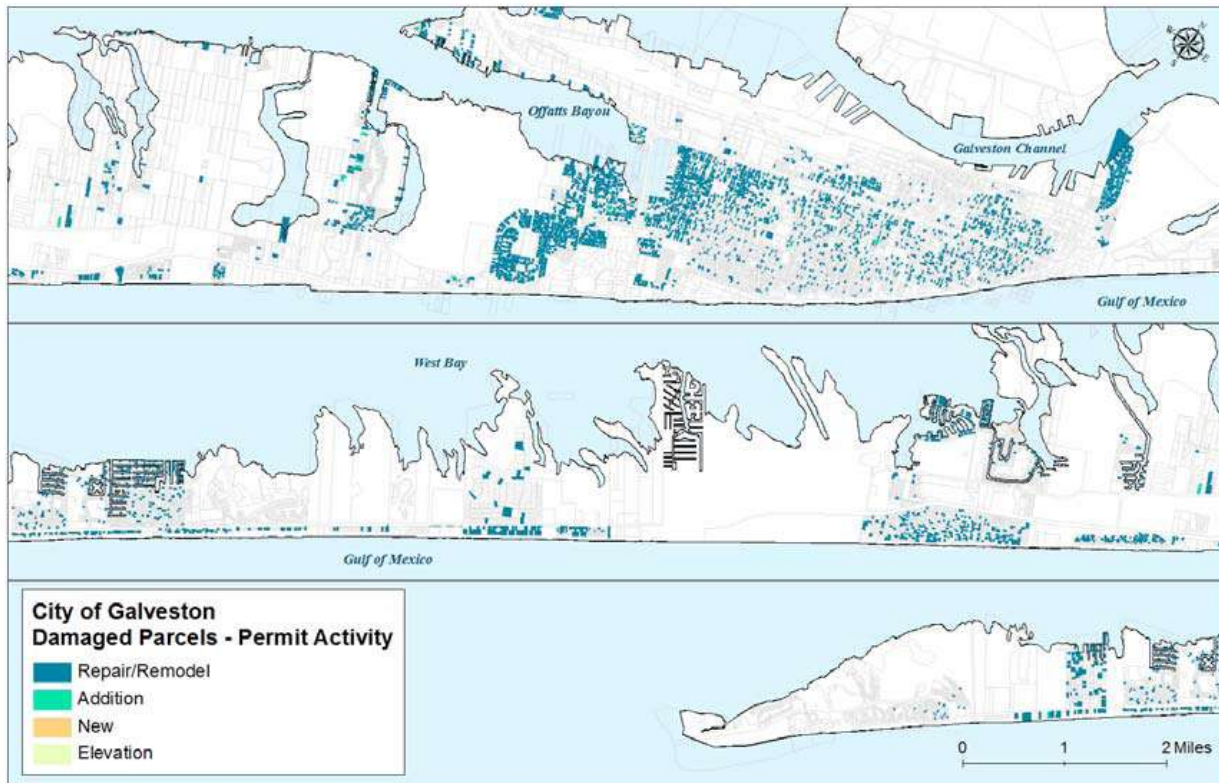 N
W
E
S
Offatts Bayou
Galveston Channel
Gulf of Mexico
West Bay
Gulf of Mexico
City of Galveston
Damaged Parcels - Permit Activity
Repair/Remodel
Addition
New
Elevation
0 1 2 Miles